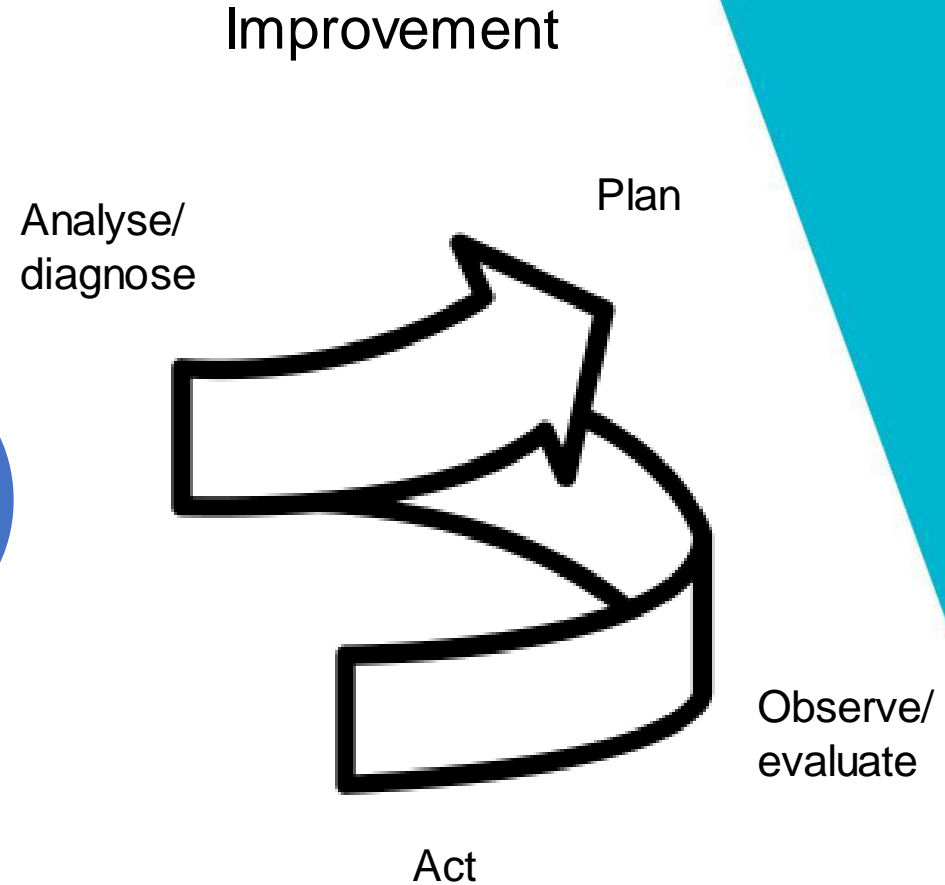 Improvement
Plan
Analyse/
diagnose
Observe/
evaluate
Act